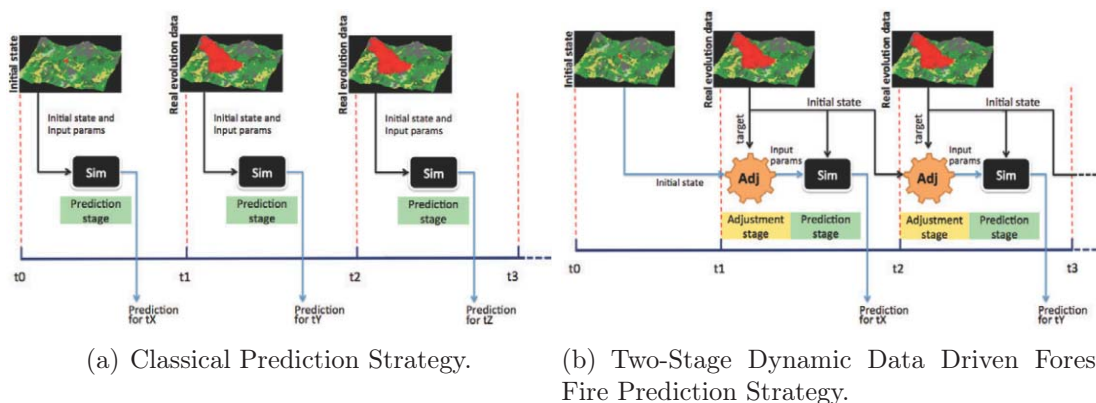 Initial state
Real evolution data
Real evolution data
Initial state and
Input params
Initial state and
Input params
Initial state and
Input params
Sim
Sim
Sim
Prediction
stage
Prediction
stage
Prediction
stage
t0
t1
t2
t3
Prediction
for tX
Prediction
for tY
Prediction
for tZ
(a) Classical Prediction Strategy.
Initial state
Real evolution data
Real evolution data
Initial state
Initial state
target
target
Input
params
Input
params
Adj
Sim
Adj
Sim
Initial state
Adjustment
stage
Prediction
stage
Adjustment
stage
Prediction
stage
t0
t1
t2
t3
Prediction
for tX
Prediction
for tY
(b) Two-Stage Dynamic Data Driven Fores
Fire Prediction Strategy.